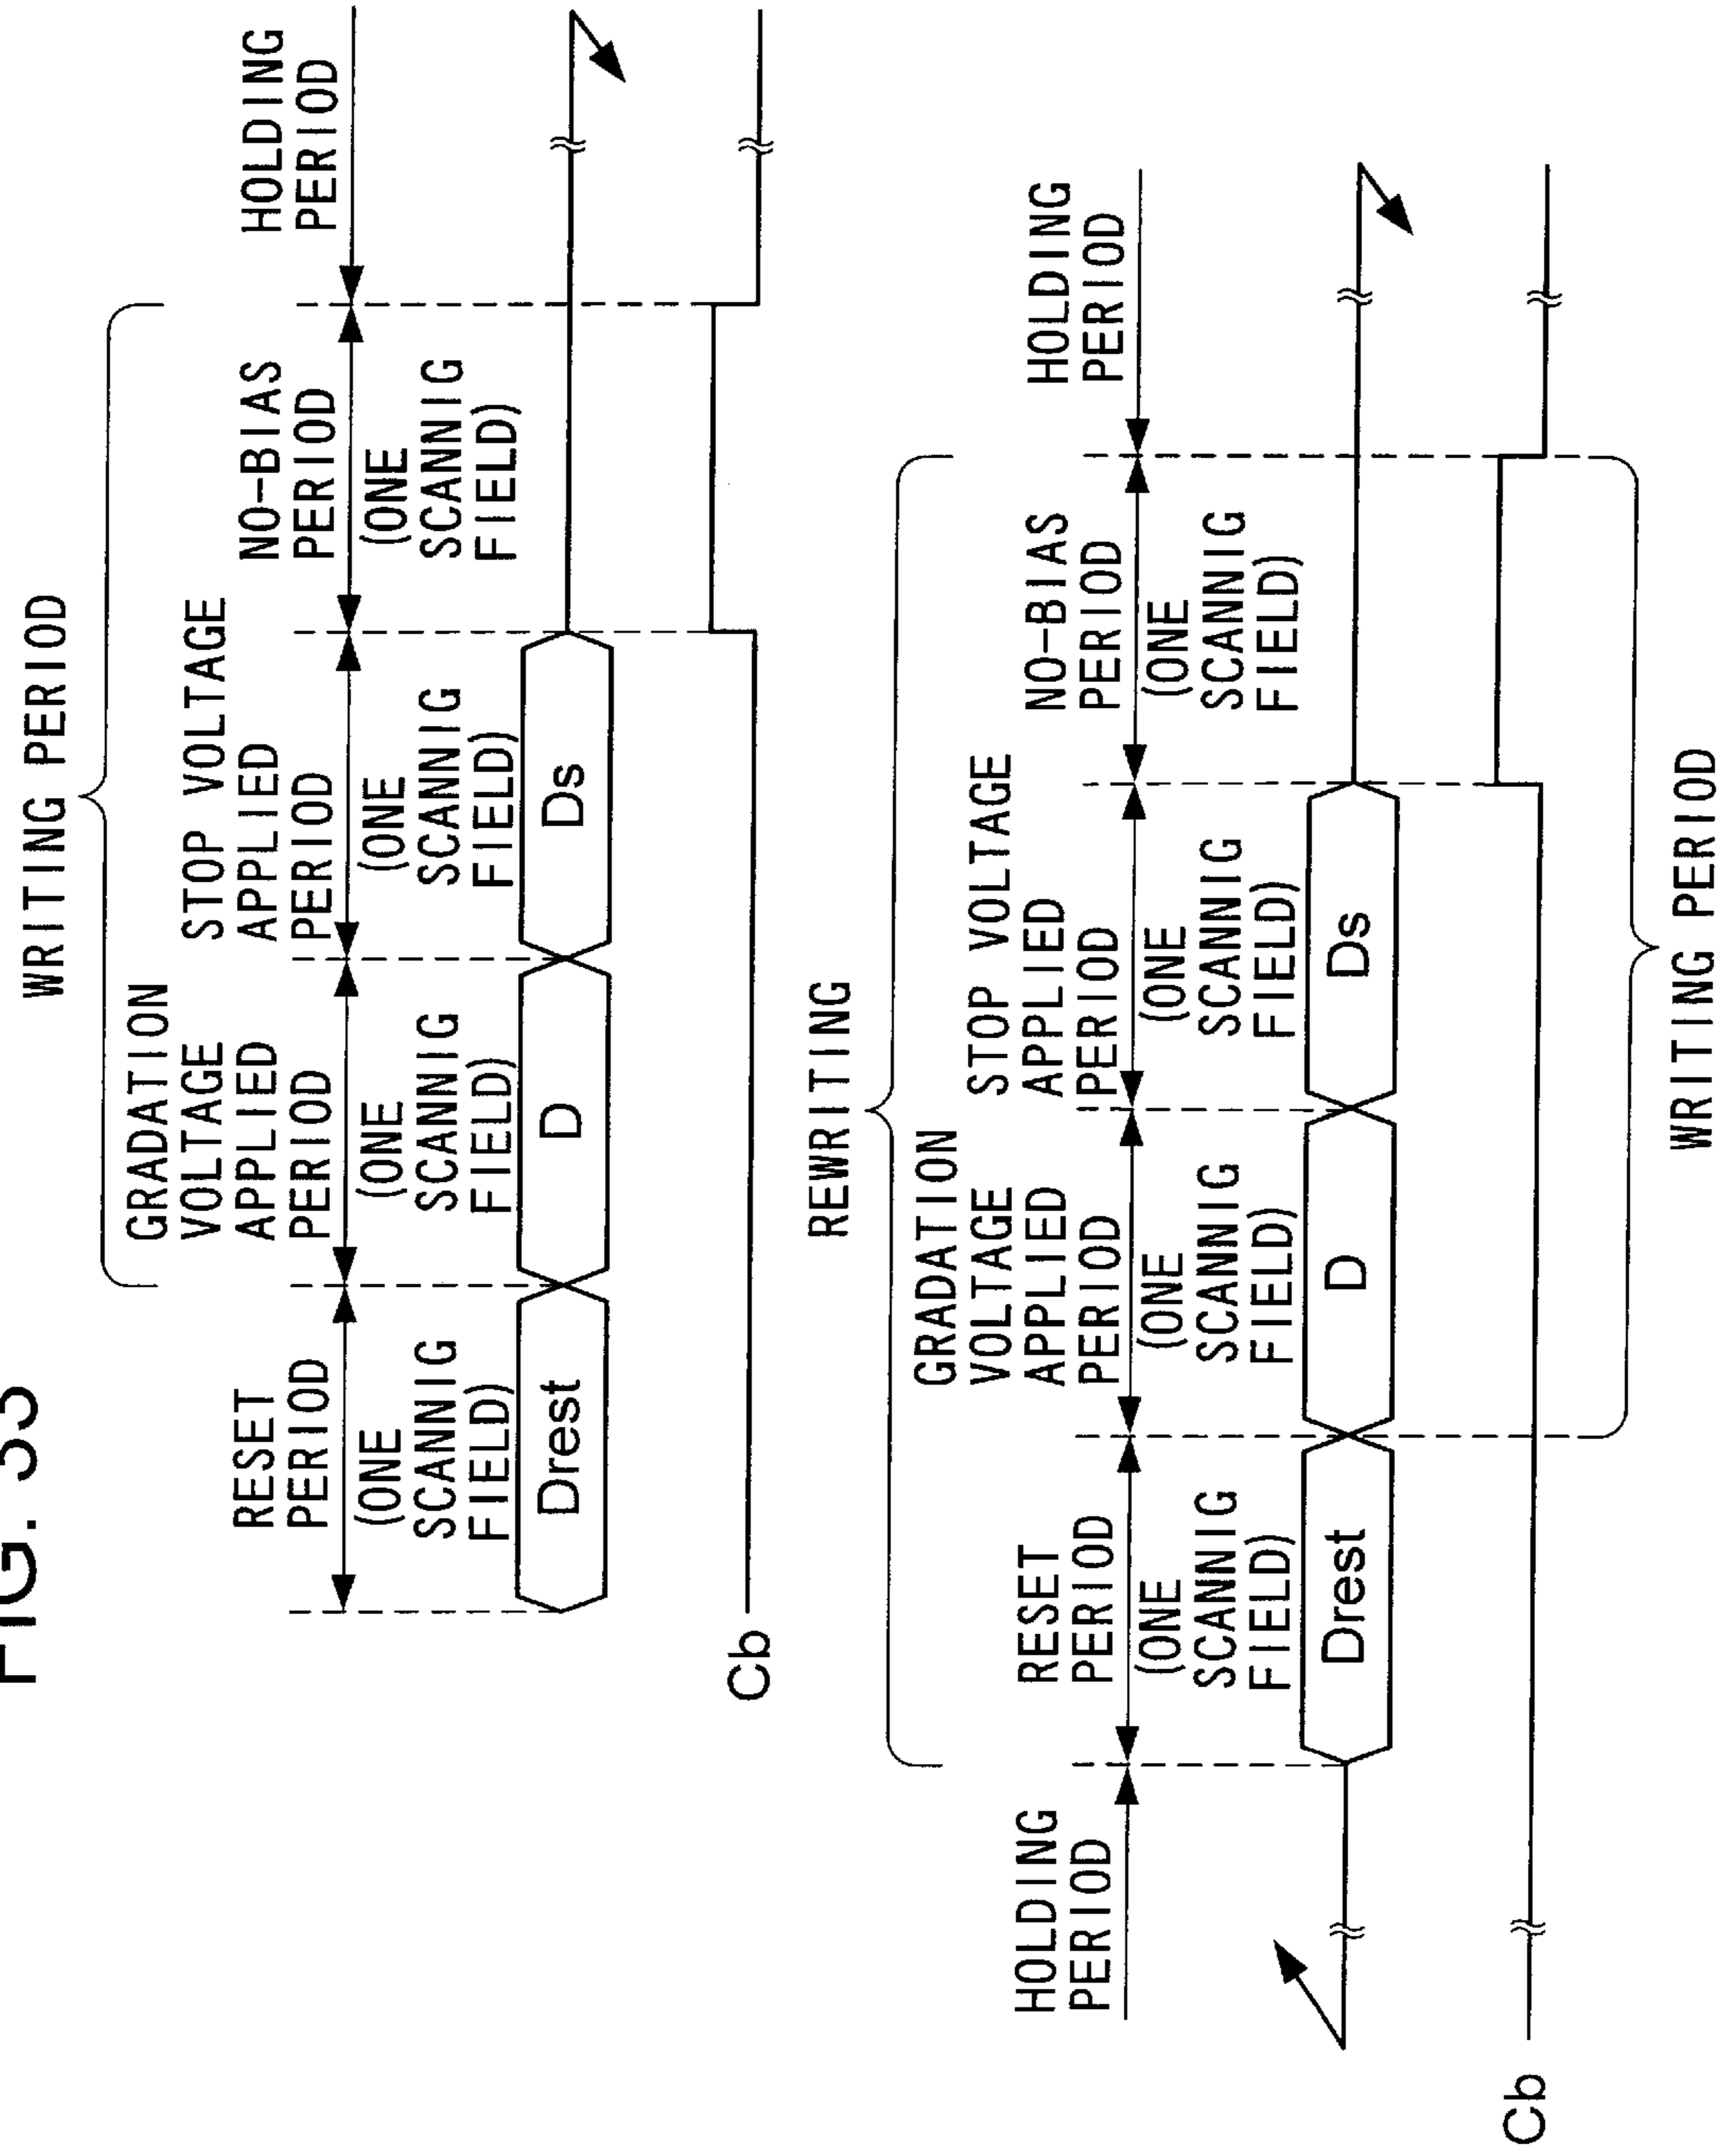 FIG.
WRITING PERIOD
RESET
PERIOD
(ONE
SCANNIG
FIELD)
GRADATION
VOLTAGE
APPLIED
PERIOD
(ONE
SCANNIG
FIELD)
STOP VOLTAGE
APPLIED
PERIOD
(ONE
SCANNIG
FIELD)
NO-BIAS
PERIOD
(ONE
SCANNIG
FIELD)
HOLDING
PERIOD
Drest
D
Ds
Cb
REWRITING
HOLDING
PERIOD
RESET
PERIOD
(ONE
SCANNIG
FIELD)
GRADATION
VOLTAGE
APPLIED
PERIOD
(ONE
SCANNIG
FIELD)
STOP VOLTAGE
APPLIED
PERIOD
(ONE
SCANNIG
FIELD)
NO-BIAS
PERIOD
(ONE
SCANNIG
FIELD)
HOLDING
PERIOD
Drest
D
Ds
Cb
WRITING PERIOD